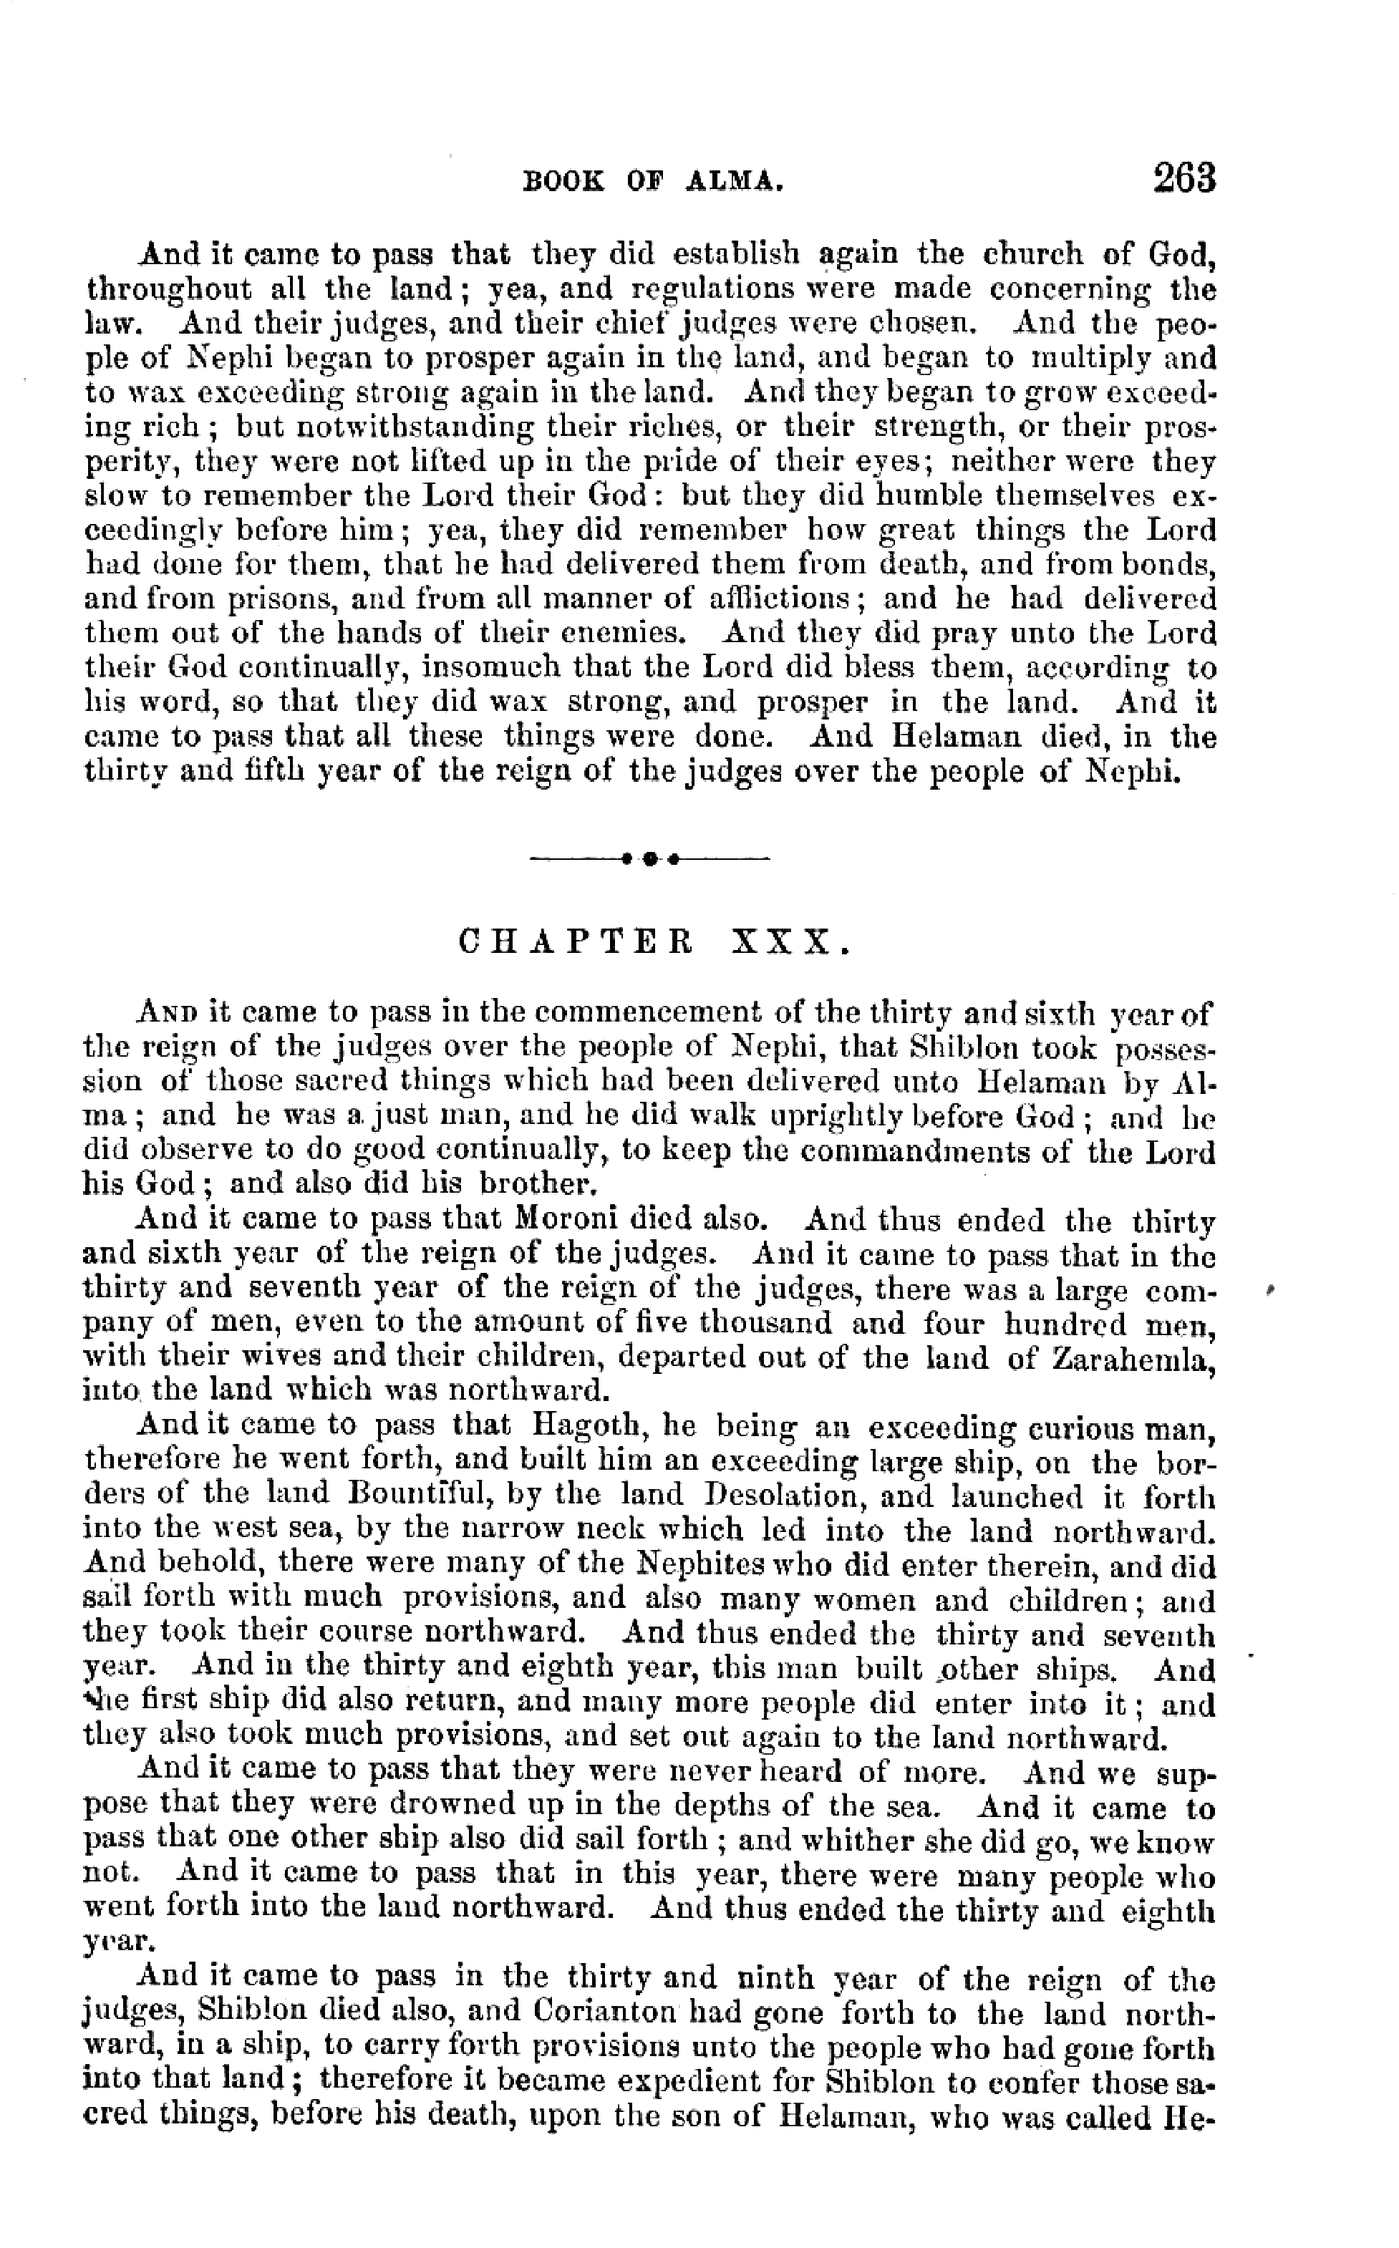 BOOK OF ALMA. 263
And it came to pass that they did establish again the church of God,
throughout all the land; yea, and regulations were made concerning the
law. And their judges, and their chief judges were chosen. And the peo-
ple of Nephi began to prosper again in the land, and began to multiply and
to wax exceeding strong again in the land. And they began to grow exceed-
ing rich; but notwithstanding their riches, or their strength, or their pros-
perity, they were not lifted up in the pride of their eyes; neither were they
slow to remember the Lord their God: but they did humble themselves ex-
ceedingly before him; yea, they did remember how great things the Lord
had done for them, that he had delivered them from death, and from bonds,
and from prisons, and from all manner of afflictions; and he had delivered
them out of the hands of their enemies. And they did pray unto the Lord
their God continually, insomuch that the Lord did bless them, according to
his word, so that they did wax strong, and prosper in the land. And it
came to pass that all these things were done. And Helaman died, in the
thirty and fifth year of the reign of the judges over the people of Nephi.
CHAPTER XXX.
AND it came to pass in the commencement of the thirty and sixth year of
the reign of the judges over the people of Nephi, that Shiblon took posses-
sion of those sacred things which had been delivered unto Helaman by Al-
ma; and he was a just man, and he did walk uprightly before God; and he
did observe to do good continually, to keep the commandments of the Lord
his God; and also did his brother.
And it came to pass that Moroni died also. And thus ended the thirty
and sixth year of the reign of the judges. And it came to pass that in the
thirty and seventh year of the reign of the judges, there was a large com-
pany of men, even to the amount of five thousand and four hundred men,
with their wives and their children, departed out of the land of Zarahemla,
into the land which was northward.
And it came to pass that Hagoth, he being an exceeding curious man,
therefore he went forth, and built him an exceeding large ship, on the bor-
ders of the land Bountiful, by the land Desolation, and launched it forth
into the west sea, by the narrow neck which led into the land northward.
And behold, there were many of the Nephites who did enter therein, and did
sail forth with much provisions, and also many women and children; and
they took their course northward. And thus ended the thirty and seventh
year. And in the thirty and eighth year, this man built other ships. And
the first ship did also return, and many more people did enter into it; and
they also took much provisions, and set out again to the land northward.
And it came to pass that they were never heard of more. And we sup-
pose that they were drowned up in the depths of the sea. And it came to
pass that one other ship also did sail forth; and whither she did go, we know
not. And it came to pass that in this year, there were many people who
went forth into the land northward. And thus ended the thirty and eighth
year.
And it came to pass in the thirty and ninth year of the reign of the
judges, Shiblon died also, and Corianton had gone forth to the land north-
ward, in a ship, to carry forth provisions unto the people who had gone forth
into that land; therefore it became expedient for Shiblon to confer those sa-
cred things, before his death, upon the son of Helaman, who was called He-